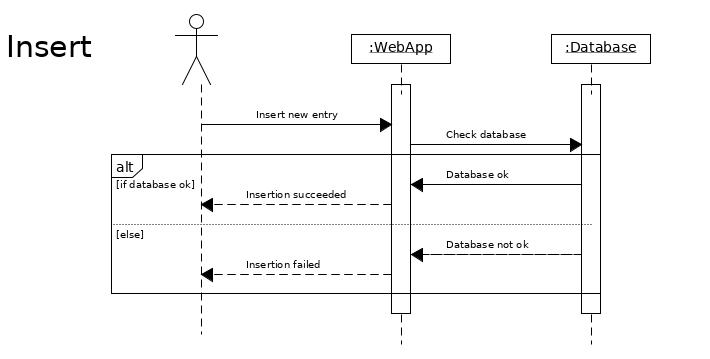 Insert
:WebApp
:Database
Insert new entry
Check database
alt
[if database ok]
Database ok
Insertion succeeded
[else]
Database not ok
Insertion failed